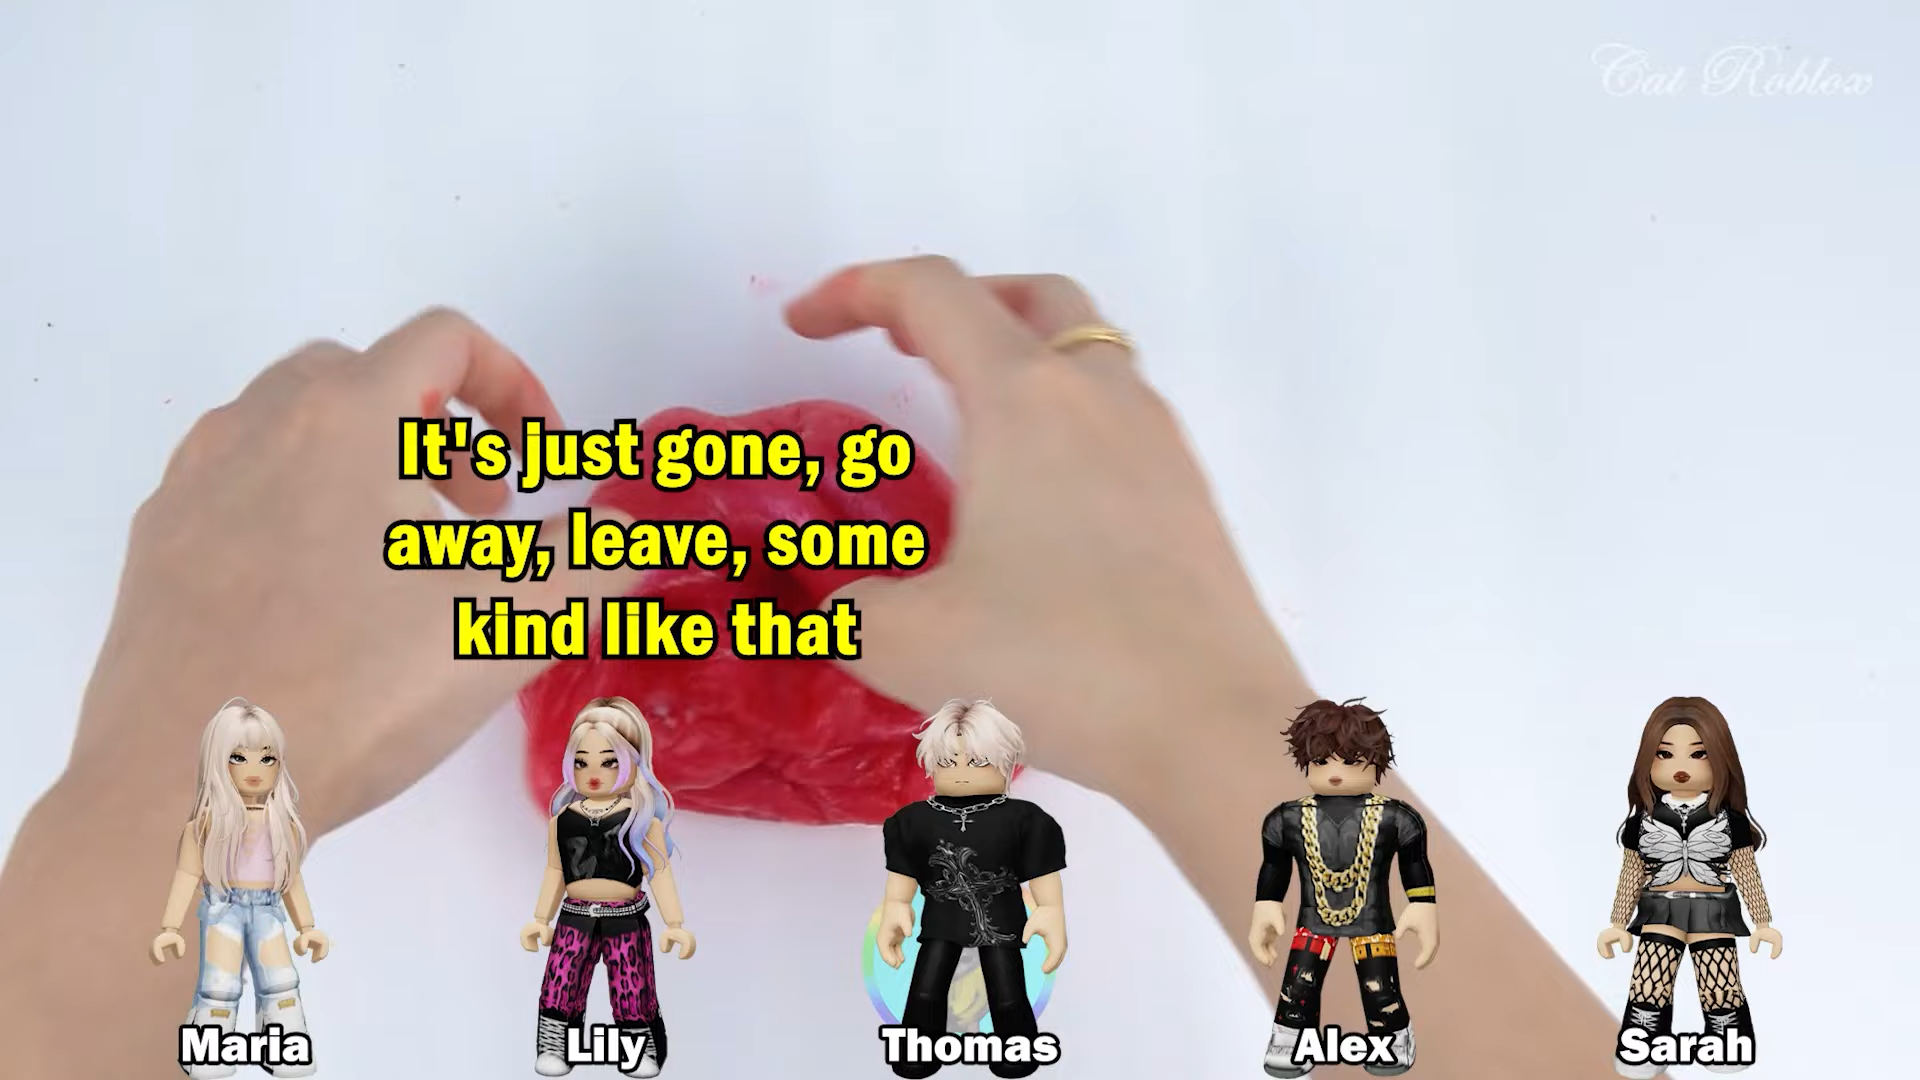 Cat Roblox
It's just gone, go
away, leave, some
kind like that
Maria
Lily
Thomas
Alex
Sarah